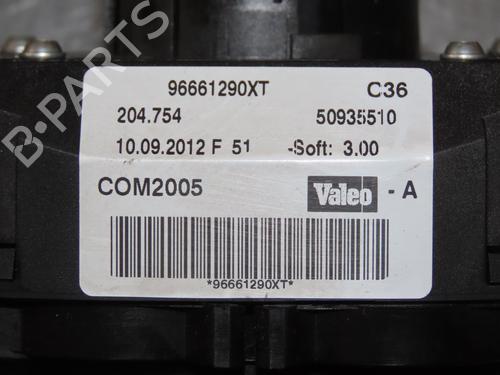 96661290XT C36
204.754 50935510
10.09.2012 F 51 -Soft: 3.00
COM2005 Valeo - A
*96661290XT*
B-PARTS